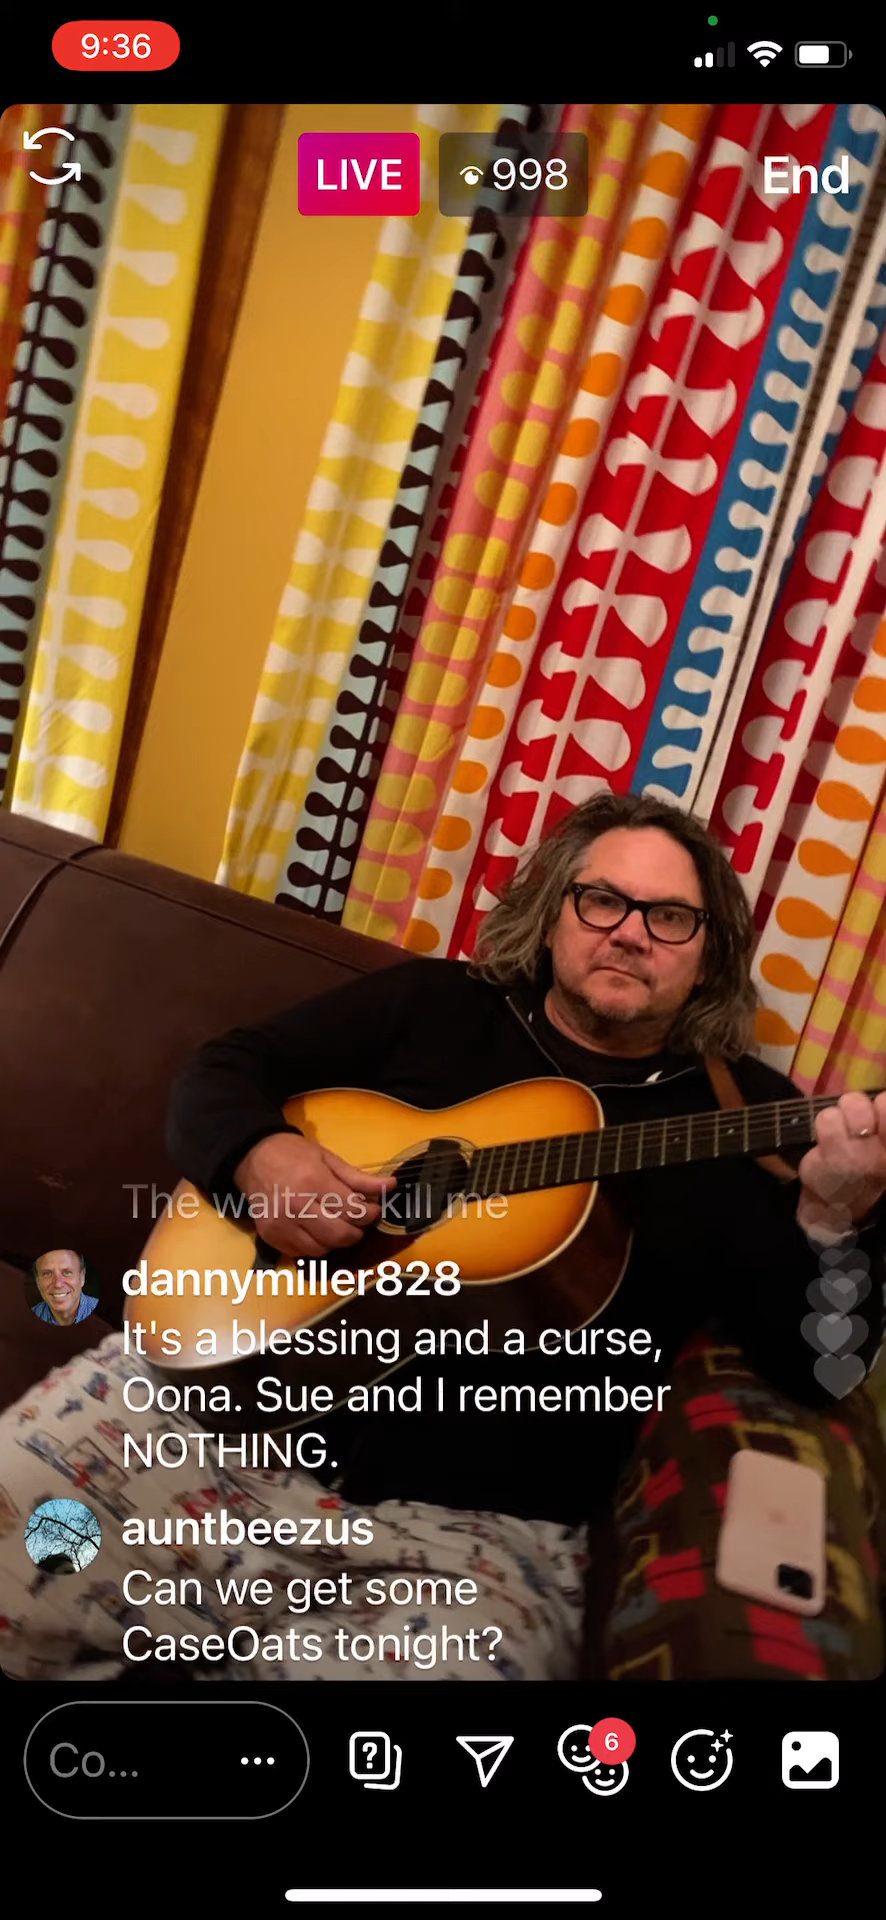 9:36
LIVE 998 End
The waltzes kill me
dannymiller828
It's a blessing and a curse,
Oona. Sue and I remember
NOTHING.
auntbeezus
Can we get some
CaseOats tonight?
Co... ... ? 6